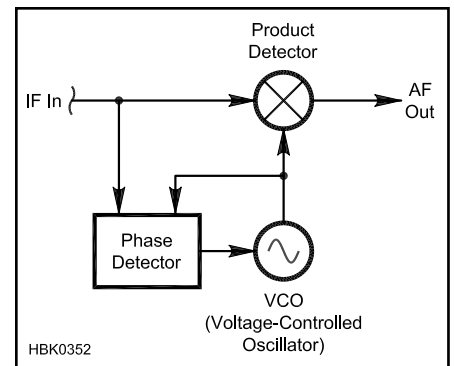 Product
Detector
IF In
AF
Out
Phase
Detector
VCO
(Voltage-Controlled
Oscillator)
HBK0352